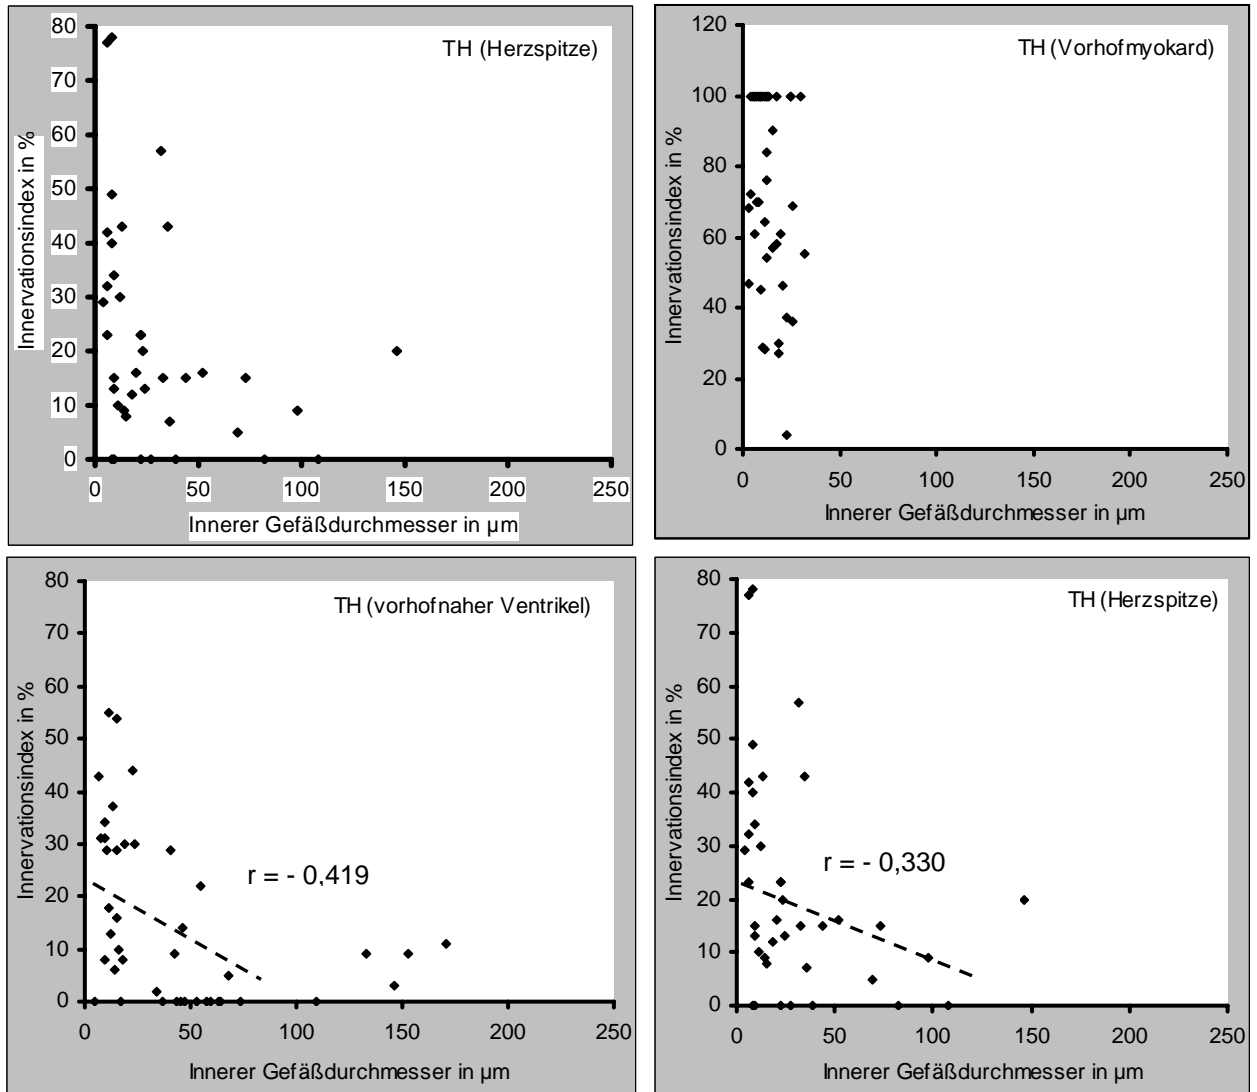 TH (Herzspitze)
Innervationsindex in %
80
70
60
50
40
30
20
10
0
0 50 100 150 200 250
Innerer Gefäßdurchmesser in µm
TH (Vorhofmyokard)
Innervationsindex in %
120
100
80
60
40
20
0
0 50 100 150 200 250
Innerer Gefäßdurchmesser in µm
TH (vorhofnaher Ventrikel)
Innervationsindex in %
80
70
60
50
40
30
20
10
0
r = - 0,419
0 50 100 150 200 250
Innerer Gefäßdurchmesser in µm
TH (Herzspitze)
Innervationsindex in %
80
70
60
50
40
30
20
10
0
r = - 0,330
0 50 100 150 200 250
Innerer Gefäßdurchmesser in µm